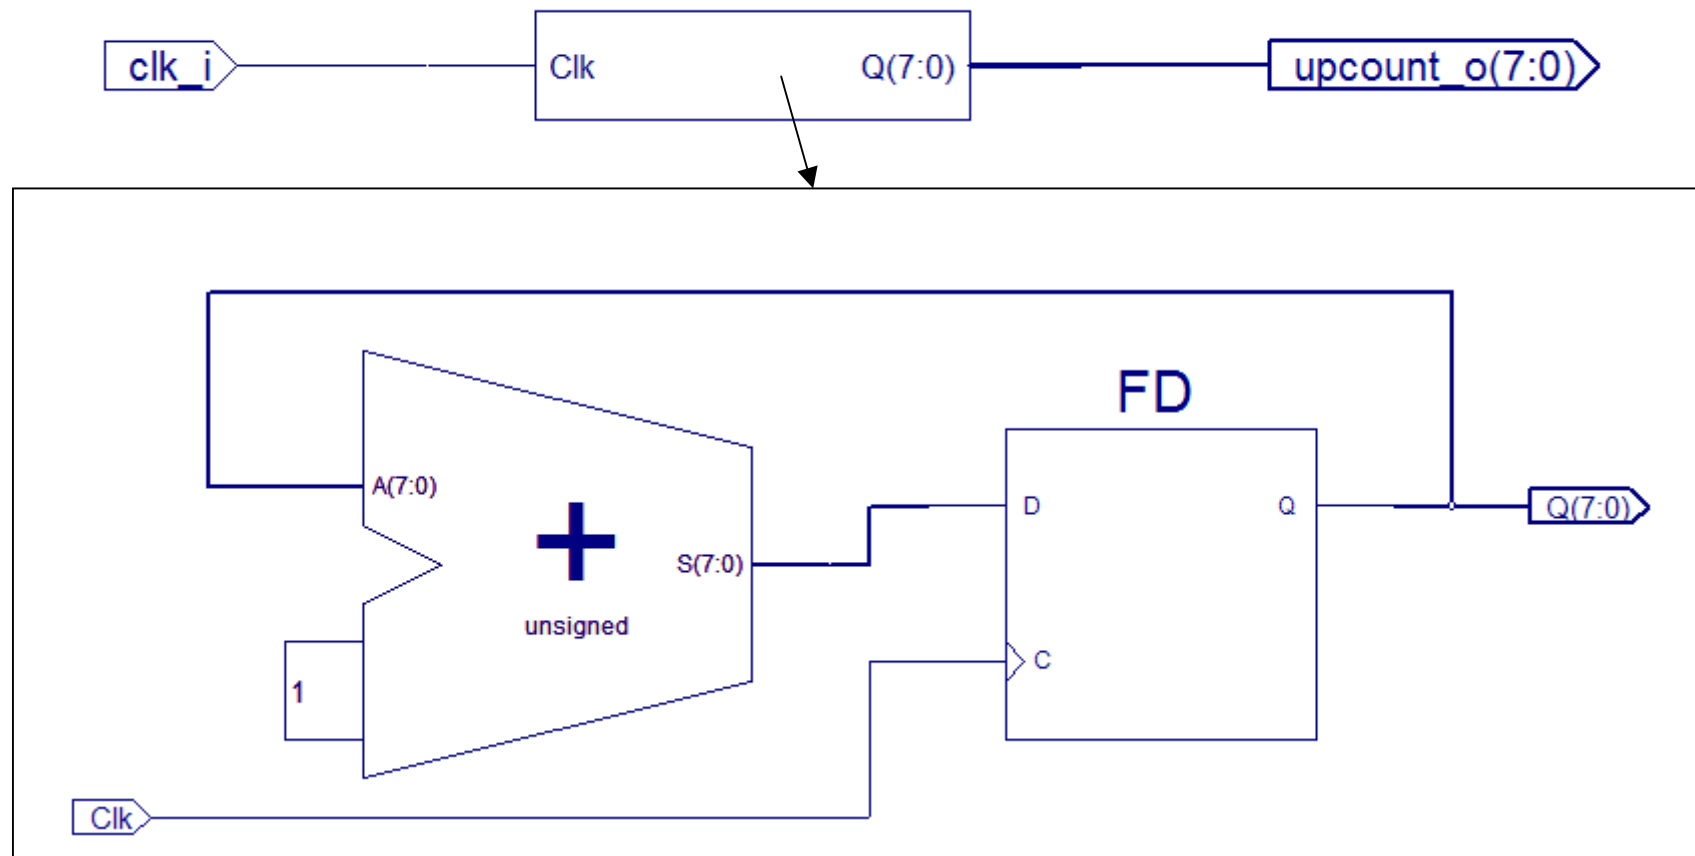 clk_i
Clk
Q(7:0)
upcount_o(7:0)
FD
A(7:0)
+
S(7:0)
unsigned
1
D
Q
C
Q(7:0)
Clk